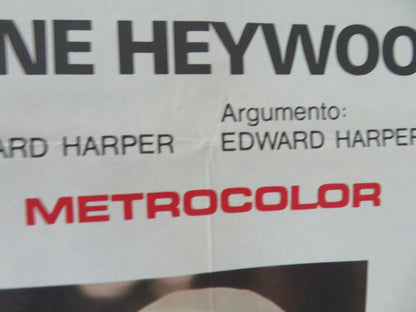 NE HEYWOO
Argumento:
ARD HARPER
EDWARD HARPER
METROCOLOR